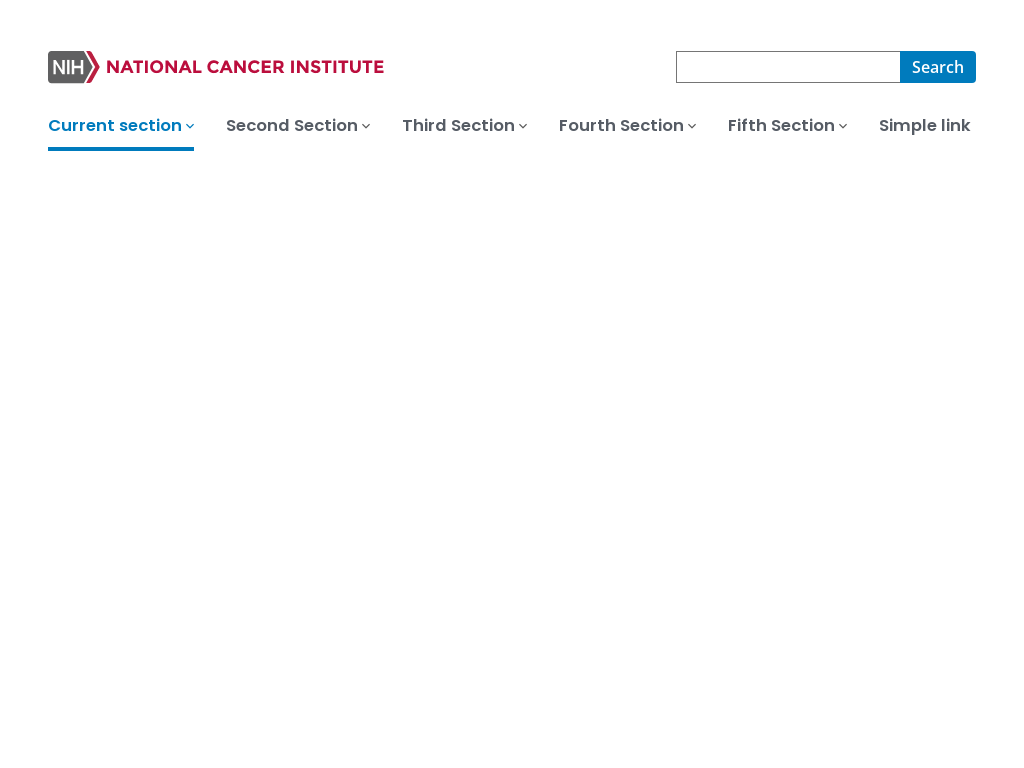 NIH NATIONAL CANCER INSTITUTE
Search
Current section
Second Section
Third Section
Fourth Section
Fifth Section
Simple link